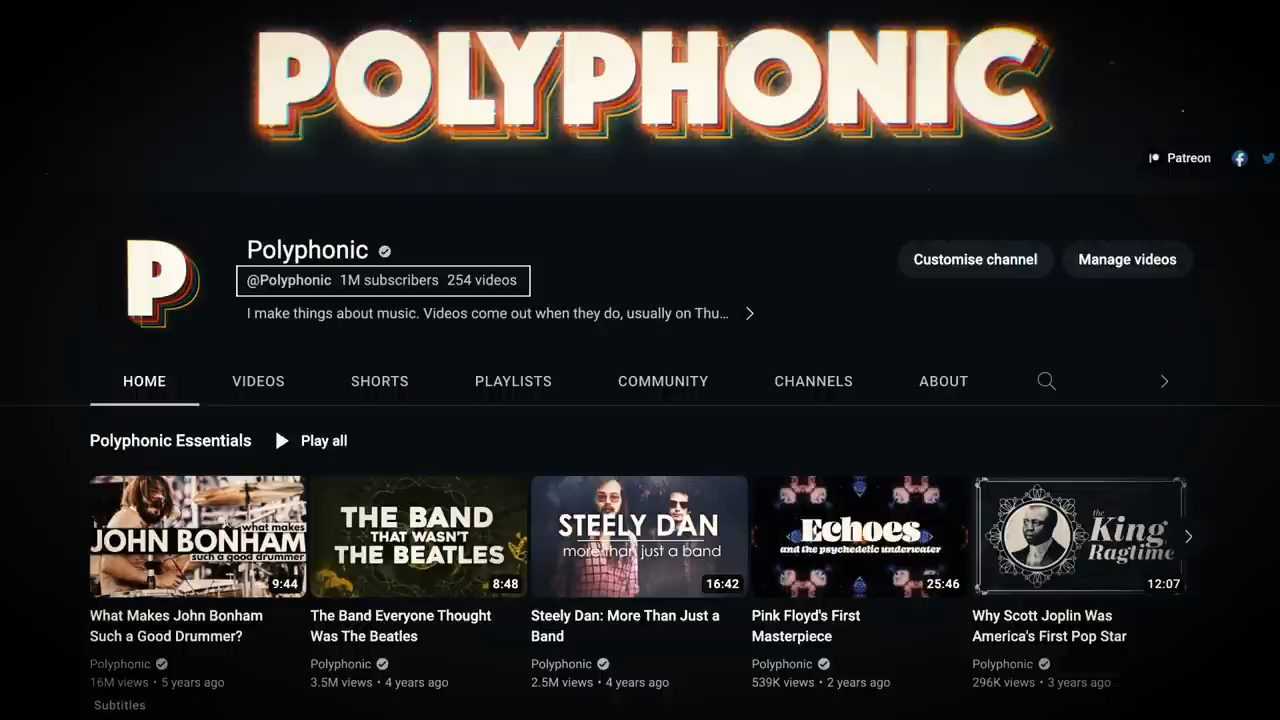 POLYPHONIC
Patreon
P
Polyphonic
@Polyphonic 1M subscribers 254 videos
Customise channel
Manage videos
I make things about music. Videos come out when they do, usually on Thu...
HOME VIDEOS SHORTS PLAYLISTS COMMUNITY CHANNELS ABOUT
Polyphonic Essentials Play all
what makes
JOHN BONHAM
such a good drummer
9:44
THE BAND
THAT WASN'T
THE BEATLES
8:48
STEELY DAN
more than just a band
16:42
Echoes
and the psychedelic underwater
25:46
the
King
Ragtime
12:07
What Makes John Bonham
Such a Good Drummer?
Polyphonic
16M views • 5 years ago
The Band Everyone Thought
Was The Beatles
Polyphonic
3.5M views • 4 years ago
Steely Dan: More Than Just a
Band
Polyphonic
2.5M views • 4 years ago
Pink Floyd's First
Masterpiece
Polyphonic
539K views • 2 years ago
Why Scott Joplin Was
America's First Pop Star
Polyphonic
296K views • 3 years ago
Subtitles